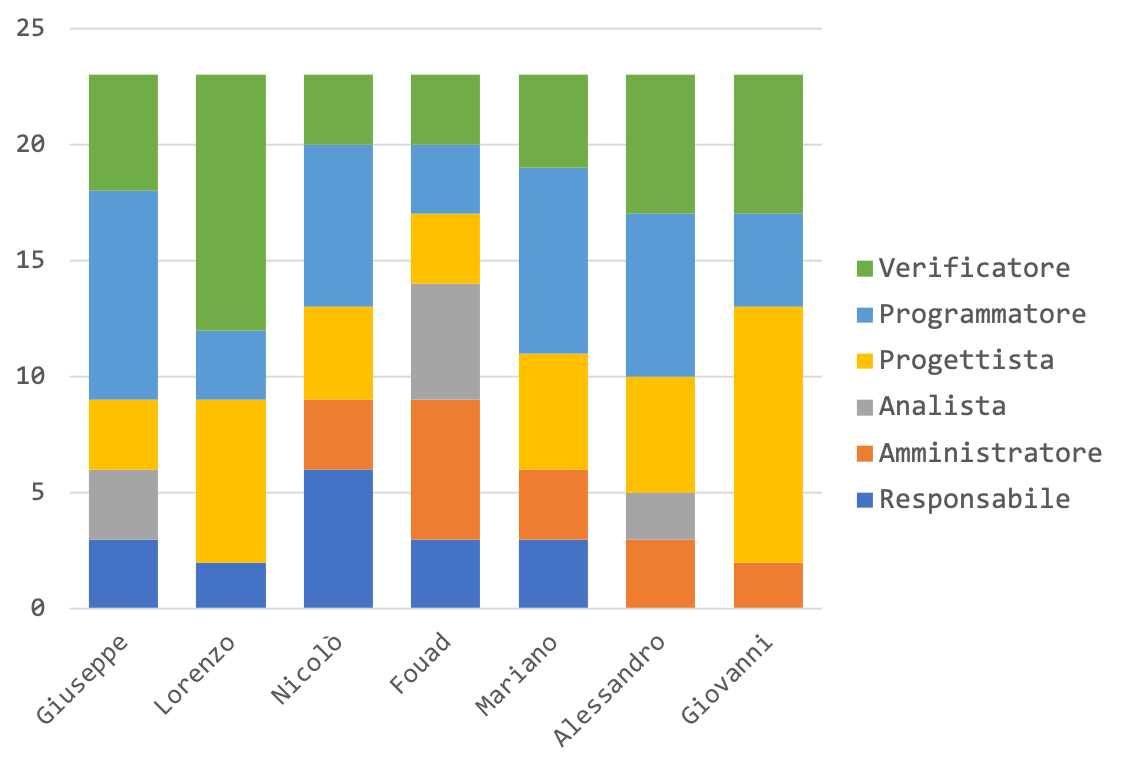 25
20
15
10
5
0
Giuseppe
Lorenzo
Nicolò
Fouad
Mariano
Alessandro
Giovanni
Verificatore
Programmatore
Progettista
Analista
Amministratore
Responsabile